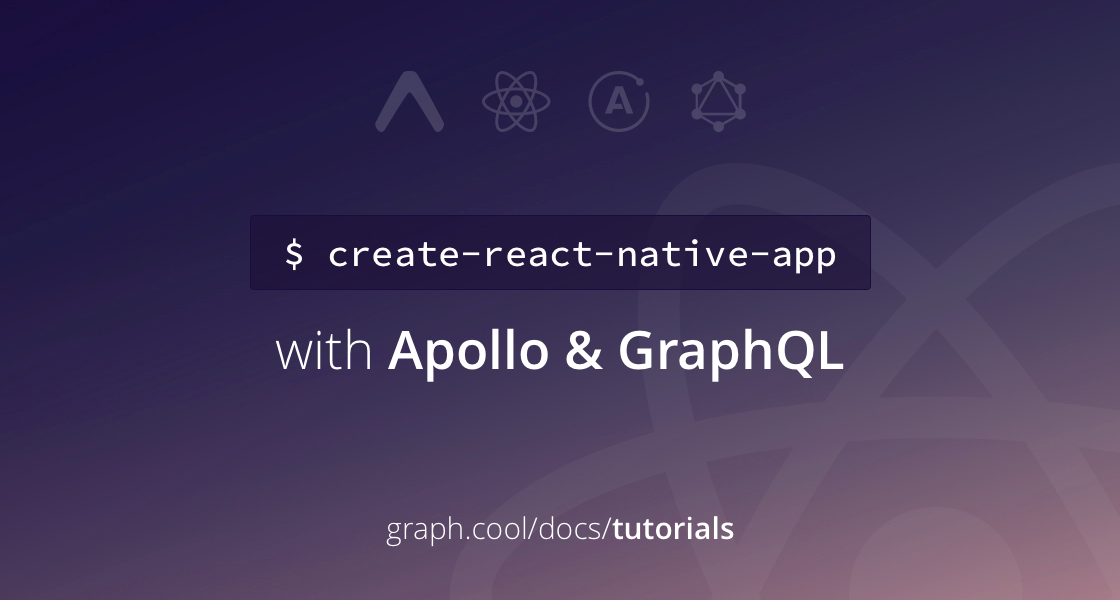 A
$ create-react-native-app
with Apollo & GraphQL
graph.cool/docs/tutorials